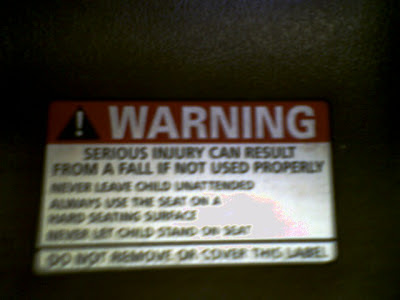 WARNING
SERIOUS INJURY CAN RESULT
FROM A FALL IF NOT USED PROPERLY
NEVER LEAVE CHILD UNATTENDED
ALWAYS USE THE SEAT ON A
HARD SEATING SURFACE
NEVER LET CHILD STAND ON SEAT
DO NOT REMOVE OR COVER THIS LABEL